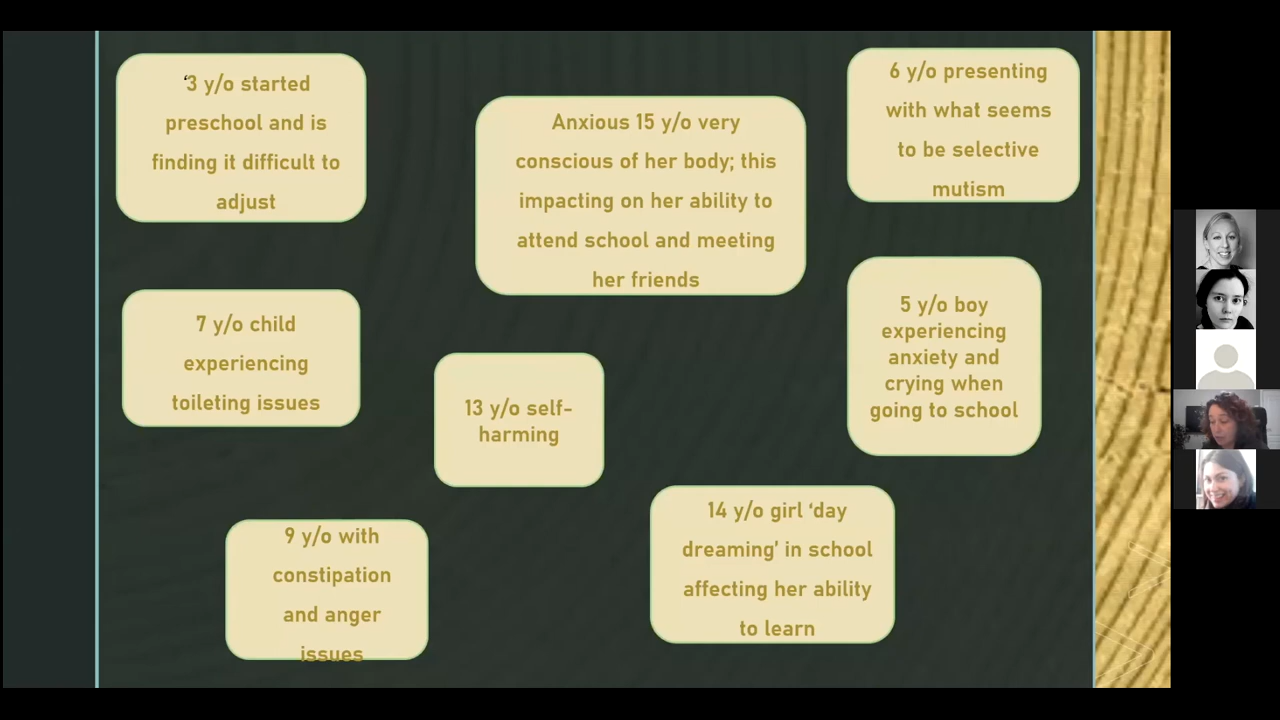 ‘3 y/o started
preschool and is
finding it difficult to
adjust
Anxious 15 y/o very
conscious of her body; this
impacting on her ability to
attend school and meeting
her friends
6 y/o presenting
with what seems
to be selective
mutism
7 y/o child
experiencing
toileting issues
13 y/o self-
harming
5 y/o boy
experiencing
anxiety and
crying when
going to school
9 y/o with
constipation
and anger
issues
14 y/o girl ‘day
dreaming’ in school
affecting her ability
to learn